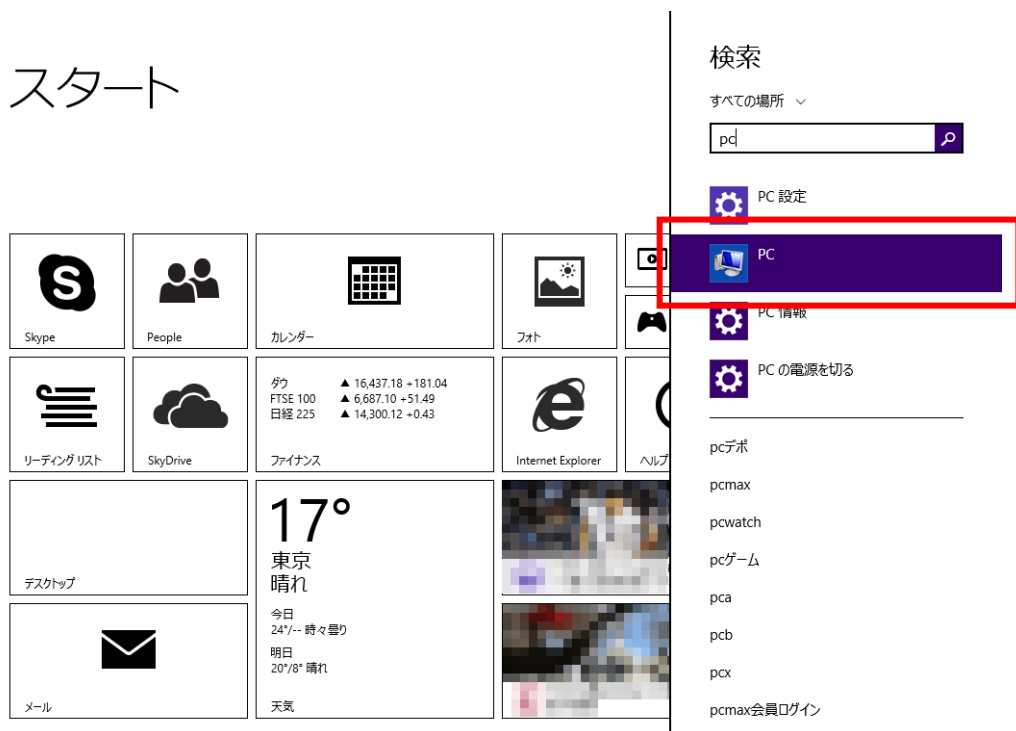 スタート
Skype
People
カレンダー
フォト
リーディング リスト
SkyDrive
ダウ ▲ 16,437.18 +181.04
FTSE 100 ▲ 6,687.10 +51.49
日経 225 ▲ 14,300.12 +0.43
ファイナンス
Internet Explorer
ヘルプ
デスクトップ
17°
東京
晴れ
今日
24°/-- 時々曇り
明日
20°/8° 晴れ
天気
メール
検索
すべての場所
pc
PC 設定
PC
PC 情報
PC の電源を切る
pcデポ
pcmax
pcwatch
pcゲーム
pca
pcb
pcx
pcmax会員ログイン